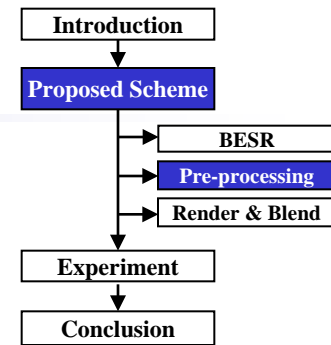 Introduction
Proposed Scheme
BESR
Pre-processing
Render & Blend
Experiment
Conclusion